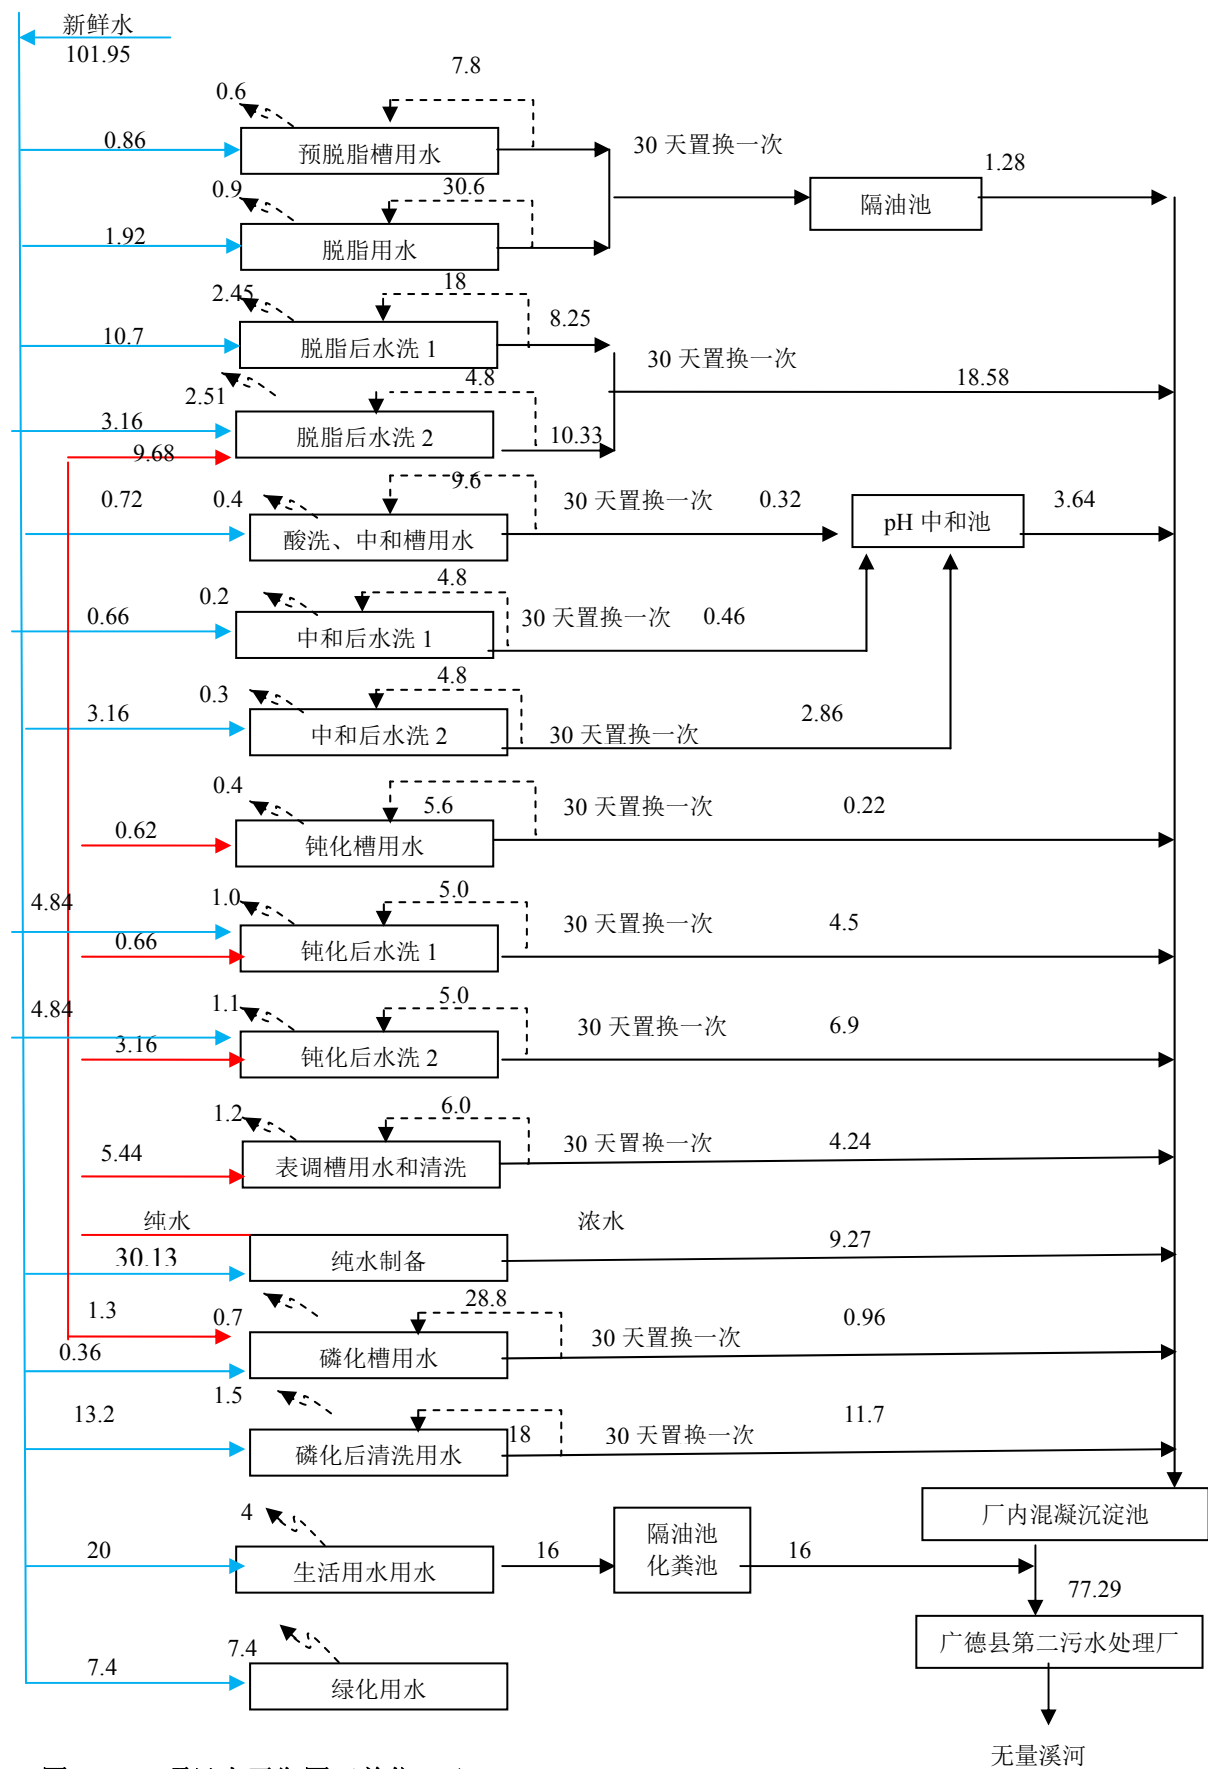 新鲜水
101.95
7.8
0.6
0.86
预脱脂槽用水
30 天置换一次
1.28
隔油池
0.9
30.6
1.92
脱脂用水
2.45
18
8.25
10.7
脱脂后水洗 1
30 天置换一次
18.58
2.51
4.8
3.16
脱脂后水洗 2
10.33
9.68
0.72
0.4
9.6
30 天置换一次
0.32
3.64
酸洗、中和槽用水
pH 中和池
0.66
0.2
4.8
30 天置换一次
0.46
中和后水洗 1
3.16
0.3
4.8
2.86
中和后水洗 2
30 天置换一次
0.4
5.6
30 天置换一次
0.22
0.62
钝化槽用水
4.84
1.0
5.0
30 天置换一次
4.5
0.66
钝化后水洗 1
4.84
1.1
5.0
30 天置换一次
6.9
3.16
钝化后水洗 2
1.2
6.0
30 天置换一次
4.24
5.44
表调槽用水和清洗
纯水
浓水
9.27
30.13
纯水制备
1.3
0.7
28.8
30 天置换一次
0.96
0.36
磷化槽用水
13.2
1.5
18
30 天置换一次
11.7
磷化后清洗用水
厂内混凝沉淀池
4
隔油池
化粪池
20
生活用水用水
16
16
77.29
广德县第二污水处理厂
7.4
7.4
绿化用水
无量溪河